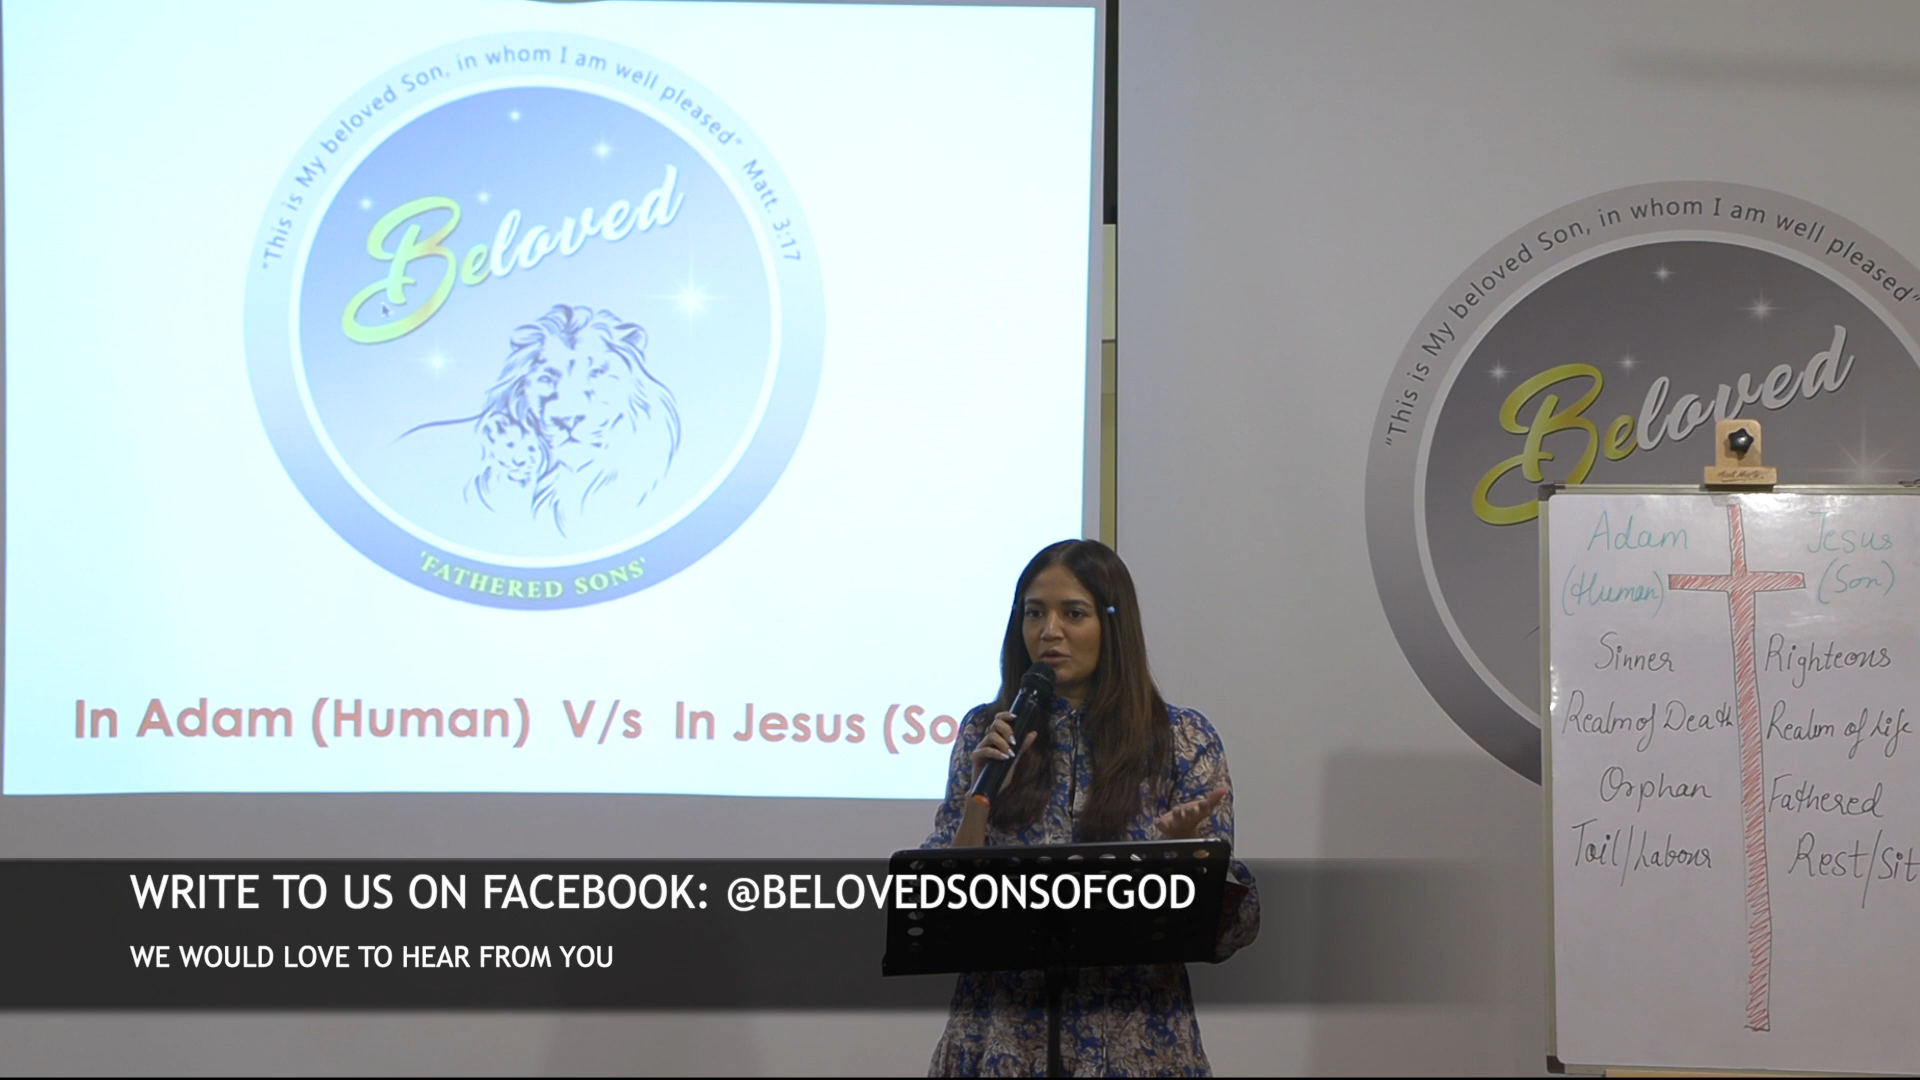 "This is My beloved Son, in whom I am well pleased" Matt. 3:17
Beloved
'FATHERED SONS'
In Adam (Human) V/s In Jesus (So
"This is My beloved Son, in whom I am well pleased"
Beloved
Adam
(Human)
Sinner
Realm of Death
Orphan
Toil/Labour
Jesus
(Son)
Righteous
Realm of Life
Fathered
Rest/Sit
WRITE TO US ON FACEBOOK: @BELOVEDSONSOFGOD
WE WOULD LOVE TO HEAR FROM YOU